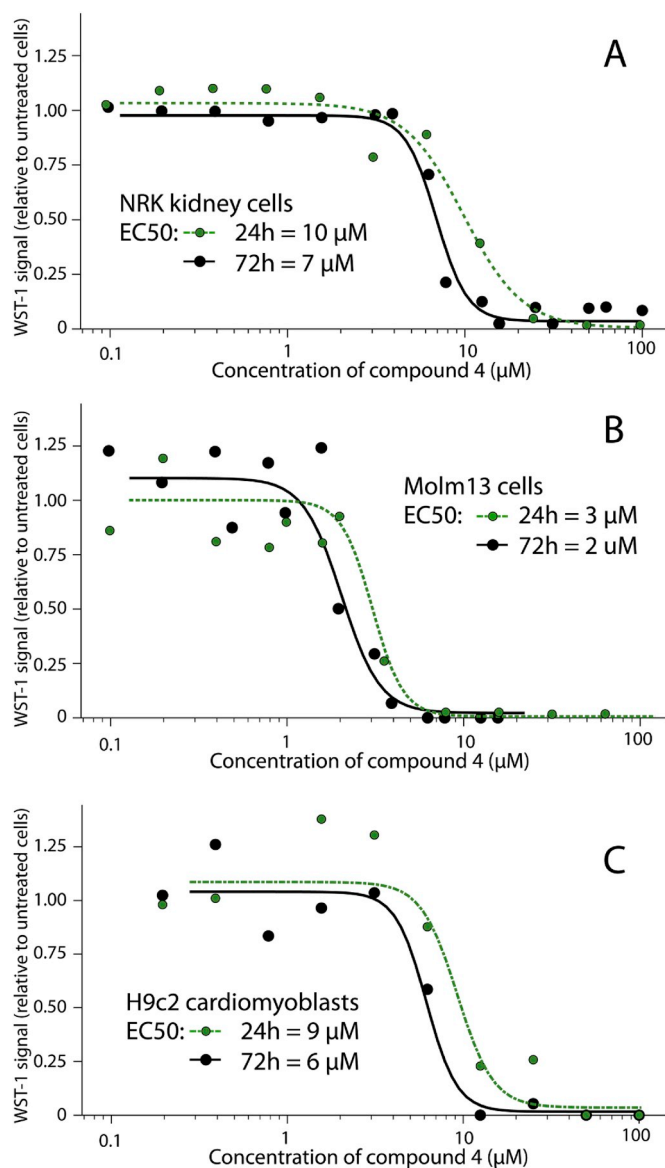 A
WST-1 signal (relative to untreated cells)
1.25
1.00
0.75
0.50
0.25
0
NRK kidney cells
EC50: 24h = 10 µM
72h = 7 µM
0.1 1 10 100
Concentration of compound 4 (µM)
B
WST-1 signal (relative to untreated cells)
1.25
1.00
0.75
0.50
0.25
0
Molm13 cells
EC50: 24h = 3 µM
72h = 2 uM
0.1 1 10 100
Concentration of compound 4 (µM)
C
WST-1 signal (relative to untreated cells)
1.25
1.00
0.75
0.50
0.25
0
H9c2 cardiomyoblasts
EC50: 24h = 9 µM
72h = 6 µM
0.1 1 10 100
Concentration of compound 4 (µM)